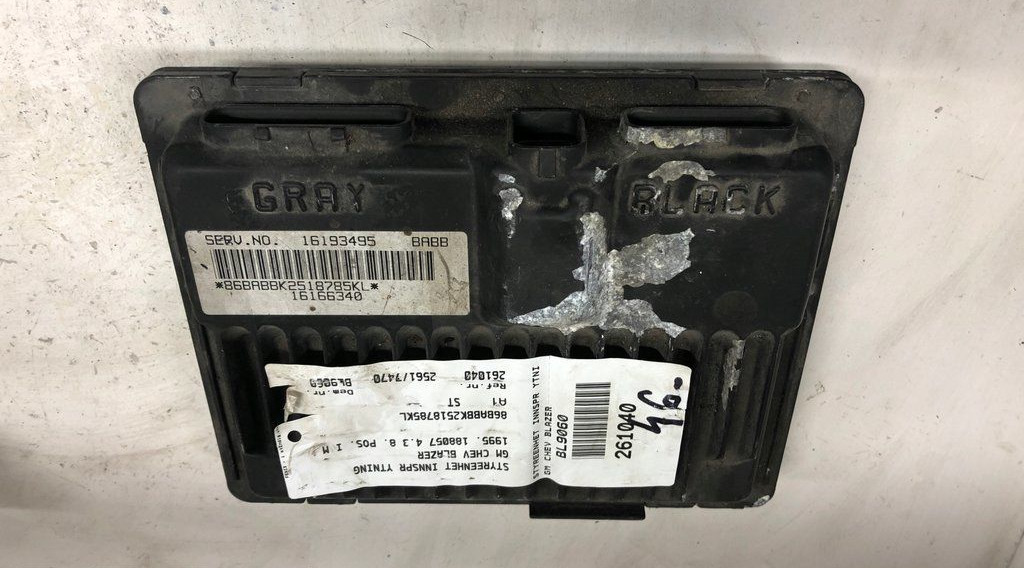 GRAY
BLACK
SERV.NO. 16193495 BABB
*86BABBK2518785KL*
16166340
STYREENHET INNSPR YTNING
GM CHEV BLAZER
1995. 188057 4.3 8. POS. I M
86BABBK2518785KL
A1 ST
Ref.nr. Dem.nr
261040 2561/7470 BL9060
STYREENHET INNSPR YTNI
GM CHEV BLAZER
BL9060
261040
46.